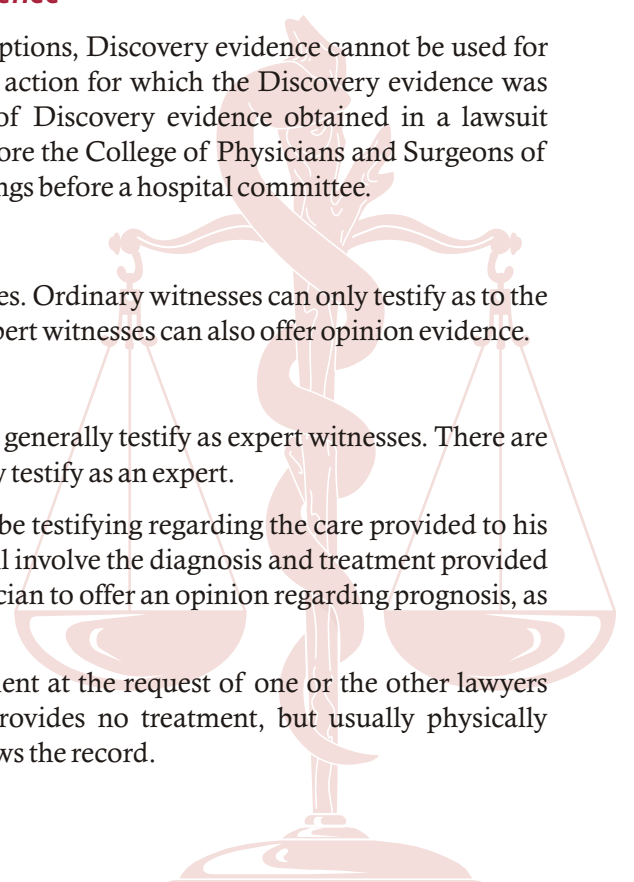 ptions, Discovery evidence cannot be used for
action for which the Discovery evidence was
of Discovery evidence obtained in a lawsuit
ore the College of Physicians and Surgeons of
ngs before a hospital committee.
es. Ordinary witnesses can only testify as to the
pert witnesses can also offer opinion evidence.
generally testify as expert witnesses. There are
y testify as an expert.
be testifying regarding the care provided to his
ll involve the diagnosis and treatment provided
cian to offer an opinion regarding prognosis, as
ent at the request of one or the other lawyers
rovides no treatment, but usually physically
ws the record.